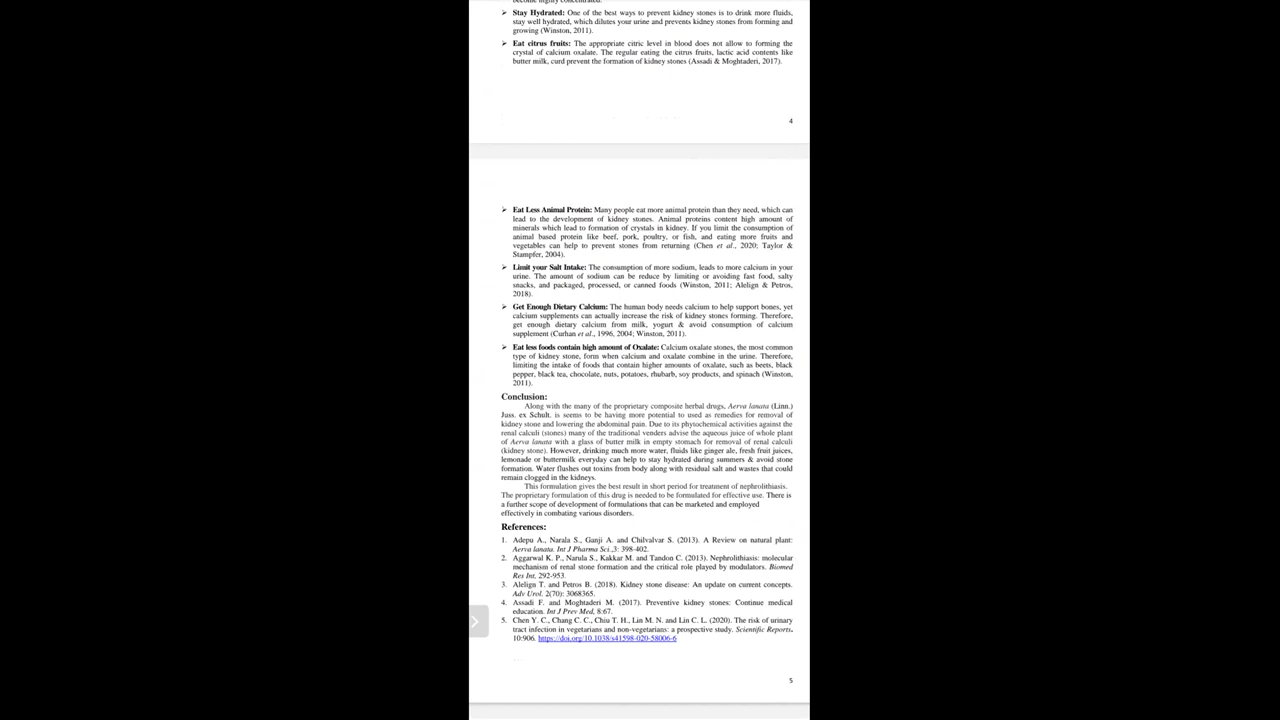 become highly concentrated.
➢ Stay Hydrated: One of the best ways to prevent kidney stones is to drink more fluids,
stay well hydrated, which dilutes your urine and prevents kidney stones from forming and
growing (Winston, 2011).
➢ Eat citrus fruits: The appropriate citric level in blood does not allow to forming the
crystal of calcium oxalate. The regular eating the citrus fruits, lactic acid contents like
butter milk, curd prevent the formation of kidney stones (Assadi & Moghtaderi, 2017).
4
➢ Eat Less Animal Protein: Many people eat more animal protein than they need, which can
lead to the development of kidney stones. Animal proteins content high amount of
minerals which lead to formation of crystals in kidney. If you limit the consumption of
animal based protein like beef, pork, poultry, or fish, and eating more fruits and
vegetables can help to prevent stones from returning (Chen et al., 2020; Taylor &
Stampfer, 2004).
➢ Limit your Salt Intake: The consumption of more sodium, leads to more calcium in your
urine. The amount of sodium can be reduce by limiting or avoiding fast food, salty
snacks, and packaged, processed, or canned foods (Winston, 2011; Alelign & Petros,
2018).
➢ Get Enough Dietary Calcium: The human body needs calcium to help support bones, yet
calcium supplements can actually increase the risk of kidney stones forming. Therefore,
get enough dietary calcium from milk, yogurt & avoid consumption of calcium
supplement (Curhan et al., 1996, 2004; Winston, 2011).
➢ Eat less foods contain high amount of Oxalate: Calcium oxalate stones, the most common
type of kidney stone, form when calcium and oxalate combine in the urine. Therefore,
limiting the intake of foods that contain higher amounts of oxalate, such as beets, black
pepper, black tea, chocolate, nuts, potatoes, rhubarb, soy products, and spinach (Winston,
2011).
Conclusion:
Along with the many of the proprietary composite herbal drugs, Aerva lanata (Linn.)
Juss. ex Schult. is seems to be having more potential to used as remedies for removal of
kidney stone and lowering the abdominal pain. Due to its phytochemical activities against the
renal calculi (stones) many of the traditional venders advise the aqueous juice of whole plant
of Aerva lanata with a glass of butter milk in empty stomach for removal of renal calculi
(kidney stone). However, drinking much more water, fluids like ginger ale, fresh fruit juices,
lemonade or buttermilk everyday can help to stay hydrated during summers & avoid stone
formation. Water flushes out toxins from body along with residual salt and wastes that could
remain clogged in the kidneys.
This formulation gives the best result in short period for treatment of nephrolithiasis.
The proprietary formulation of this drug is needed to be formulated for effective use. There is
a further scope of development of formulations that can be marketed and employed
effectively in combating various disorders.
References:
1. Adepu A., Narala S., Ganji A. and Chilvalvar S. (2013). A Review on natural plant:
Aerva lanata. Int J Pharma Sci.,3: 398-402.
2. Aggarwal K. P., Narula S., Kakkar M. and Tandon C. (2013). Nephrolithiasis: molecular
mechanism of renal stone formation and the critical role played by modulators. Biomed
Res Int, 292-953.
3. Alelign T. and Petros B. (2018). Kidney stone disease: An update on current concepts.
Adv Urol. 2(70): 3068365.
4. Assadi F. and Moghtaderi M. (2017). Preventive kidney stones: Continue medical
education. Int J Prev Med, 8:67.
5. Chen Y. C., Chang C. C., Chiu T. H., Lin M. N. and Lin C. L. (2020). The risk of urinary
tract infection in vegetarians and non-vegetarians: a prospective study. Scientific Reports.
10:906. https://doi.org/10.1038/s41598-020-58006-6
5